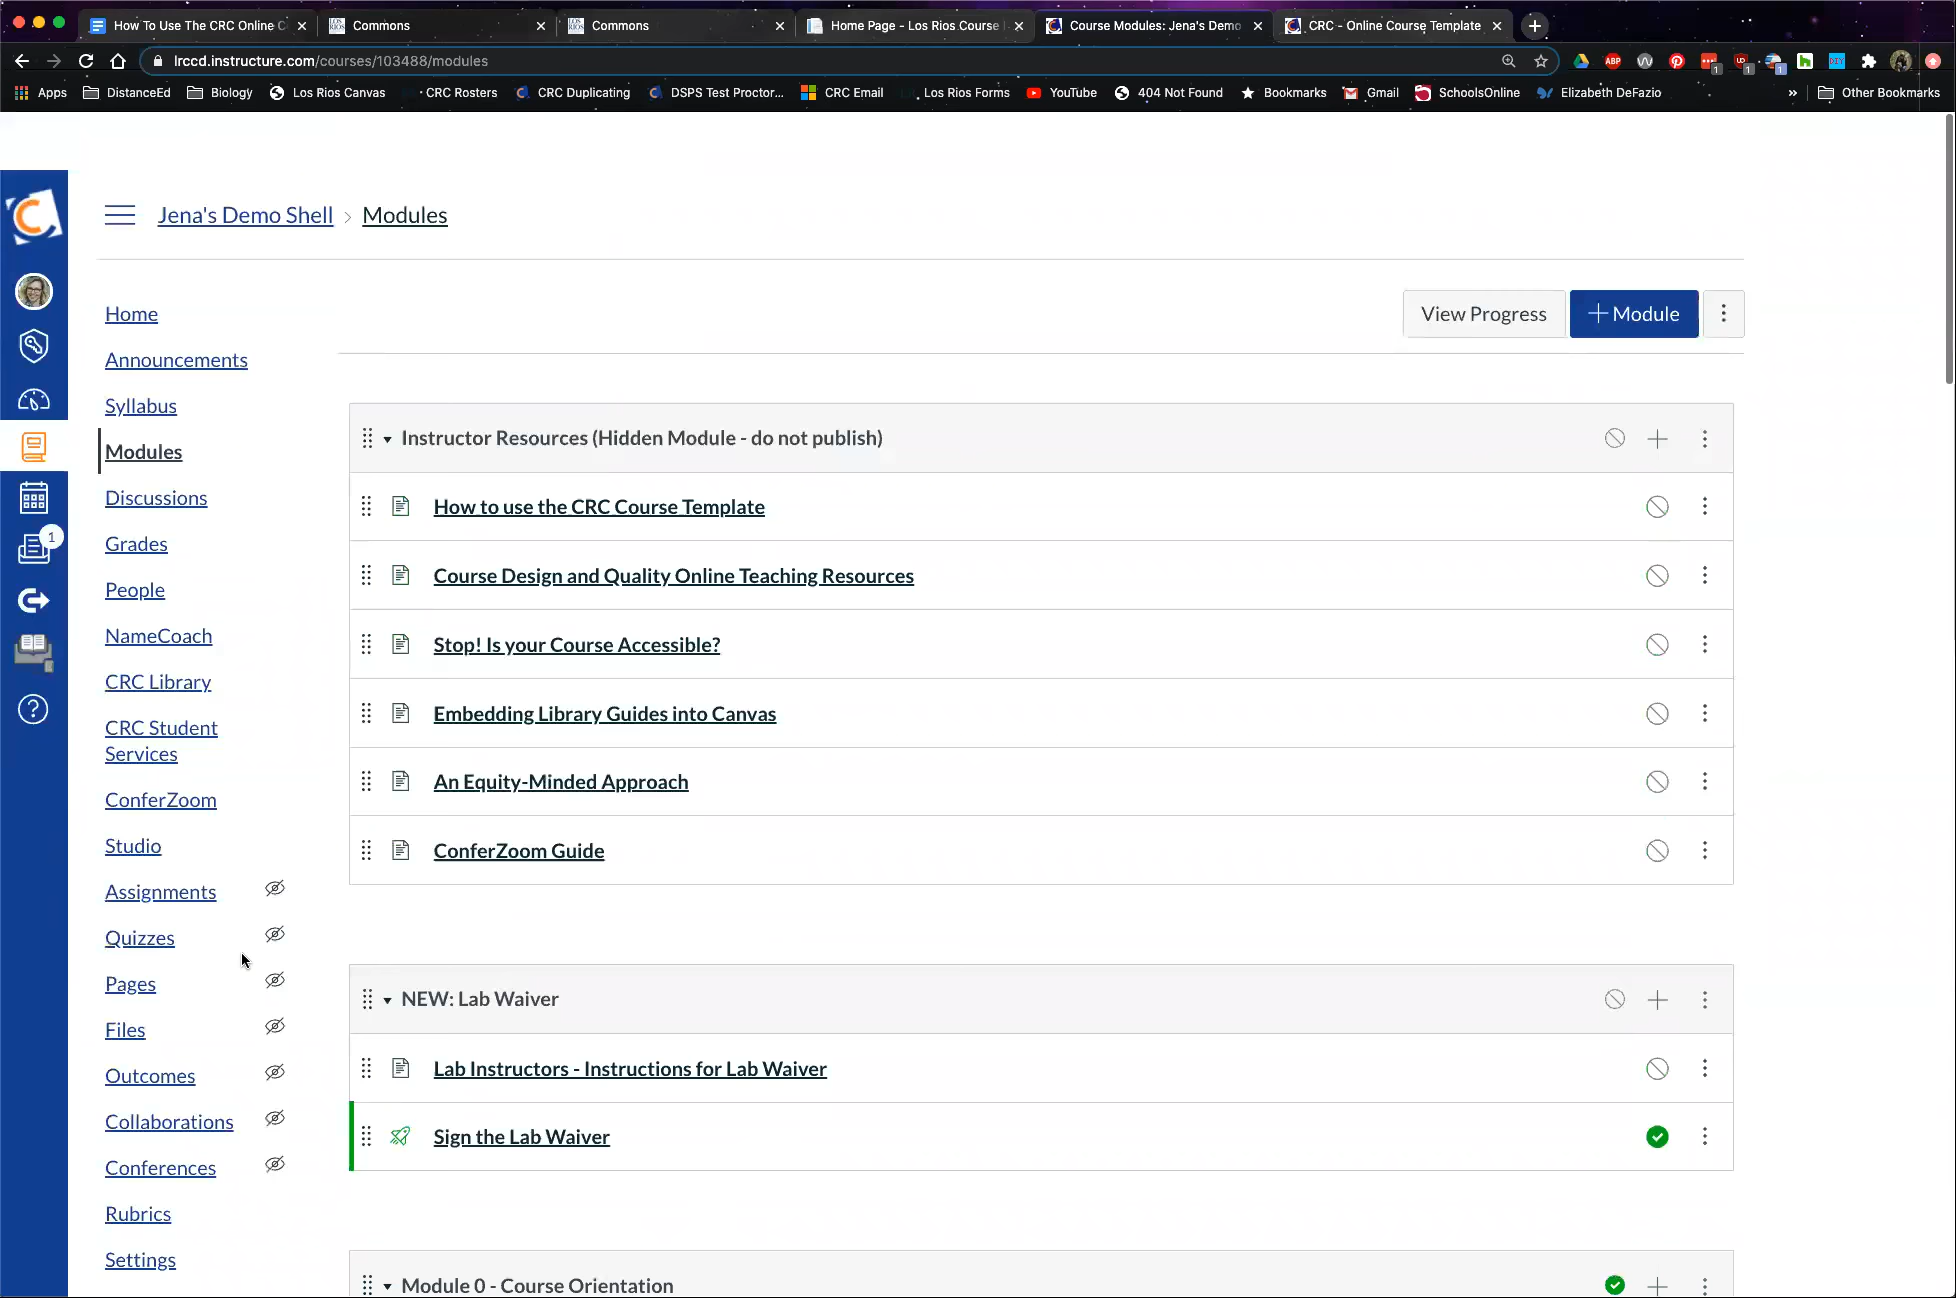 How To Use The CRC Online C
Commons
Commons
Home Page - Los Rios Course
Course Modules: Jena's Demo
CRC - Online Course Template
lrccd.instructure.com/courses/103488/modules
ABP
1
1
1
DIY
Apps
DistanceEd
Biology
Los Rios Canvas
CRC Rosters
CRC Duplicating
DSPS Test Proctor...
CRC Email
Los Rios Forms
YouTube
404 Not Found
Bookmarks
Gmail
SchoolsOnline
Elizabeth DeFazio
»
Other Bookmarks
Jena's Demo Shell > Modules
Home
Announcements
Syllabus
Modules
Discussions
Grades
People
NameCoach
CRC Library
CRC Student
Services
ConferZoom
Studio
Assignments
Quizzes
Pages
Files
Outcomes
Collaborations
Conferences
Rubrics
Settings
1
View Progress
+ Module
Instructor Resources (Hidden Module - do not publish)
How to use the CRC Course Template
Course Design and Quality Online Teaching Resources
Stop! Is your Course Accessible?
Embedding Library Guides into Canvas
An Equity-Minded Approach
ConferZoom Guide
NEW: Lab Waiver
Lab Instructors - Instructions for Lab Waiver
Sign the Lab Waiver
Module 0 - Course Orientation